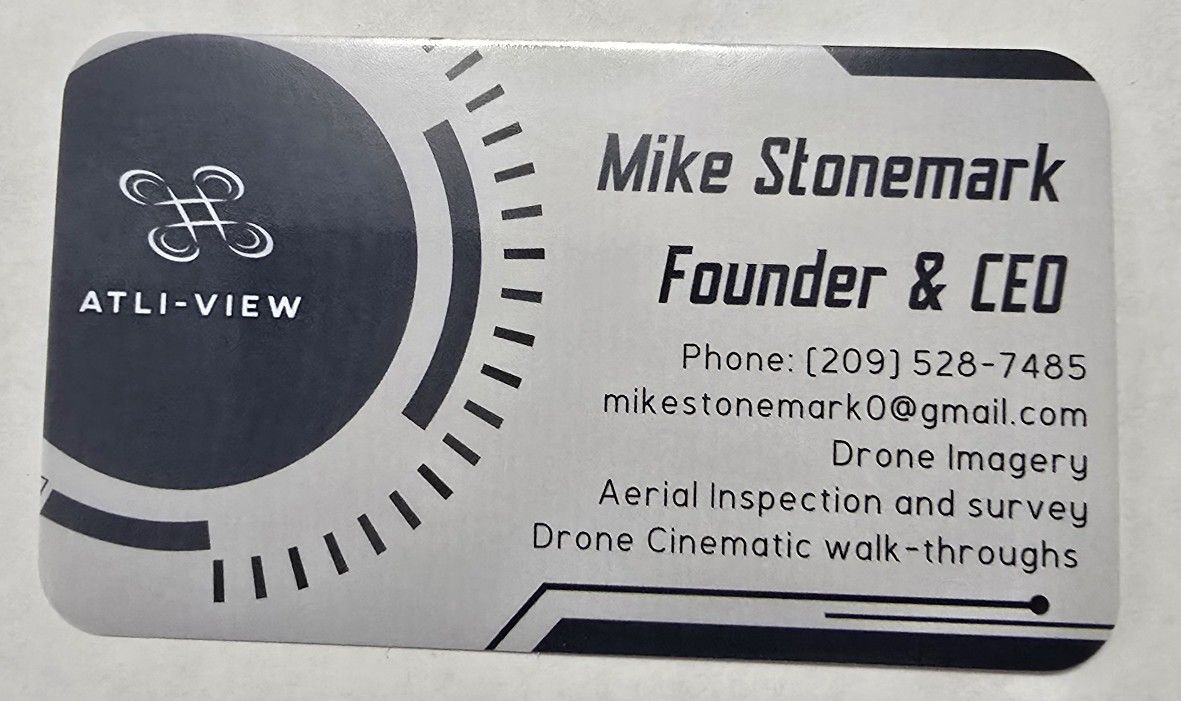 ATLI-VIEW
Mike Stonemark
Founder & CEO
Phone: (209) 528-7485
mikestonemark0@gmail.com
Drone Imagery
Aerial Inspection and survey
Drone Cinematic walk-throughs